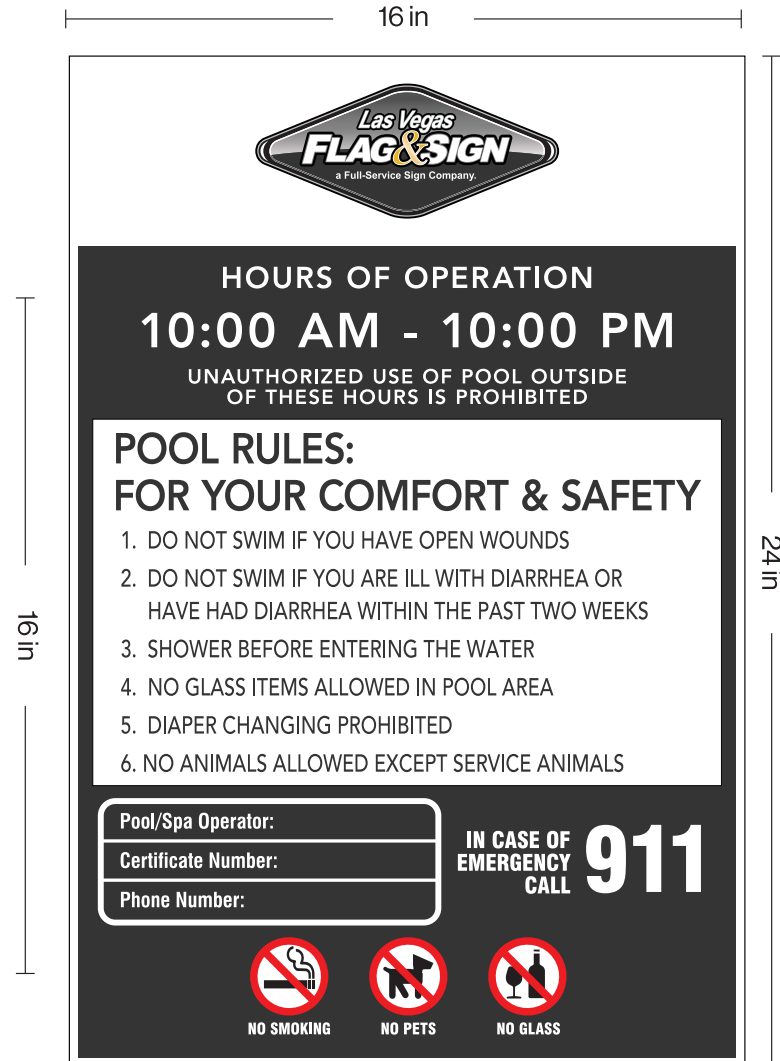 16 in
Las Vegas
FLAG&SIGN
a Full-Service Sign Company.
HOURS OF OPERATION
10:00 AM - 10:00 PM
UNAUTHORIZED USE OF POOL OUTSIDE
OF THESE HOURS IS PROHIBITED
POOL RULES:
FOR YOUR COMFORT & SAFETY
1. DO NOT SWIM IF YOU HAVE OPEN WOUNDS
2. DO NOT SWIM IF YOU ARE ILL WITH DIARRHEA OR
HAVE HAD DIARRHEA WITHIN THE PAST TWO WEEKS
3. SHOWER BEFORE ENTERING THE WATER
4. NO GLASS ITEMS ALLOWED IN POOL AREA
5. DIAPER CHANGING PROHIBITED
6. NO ANIMALS ALLOWED EXCEPT SERVICE ANIMALS
16 in
24 in
Pool/Spa Operator:
Certificate Number:
Phone Number:
IN CASE OF
EMERGENCY
CALL
911
NO SMOKING
NO PETS
NO GLASS